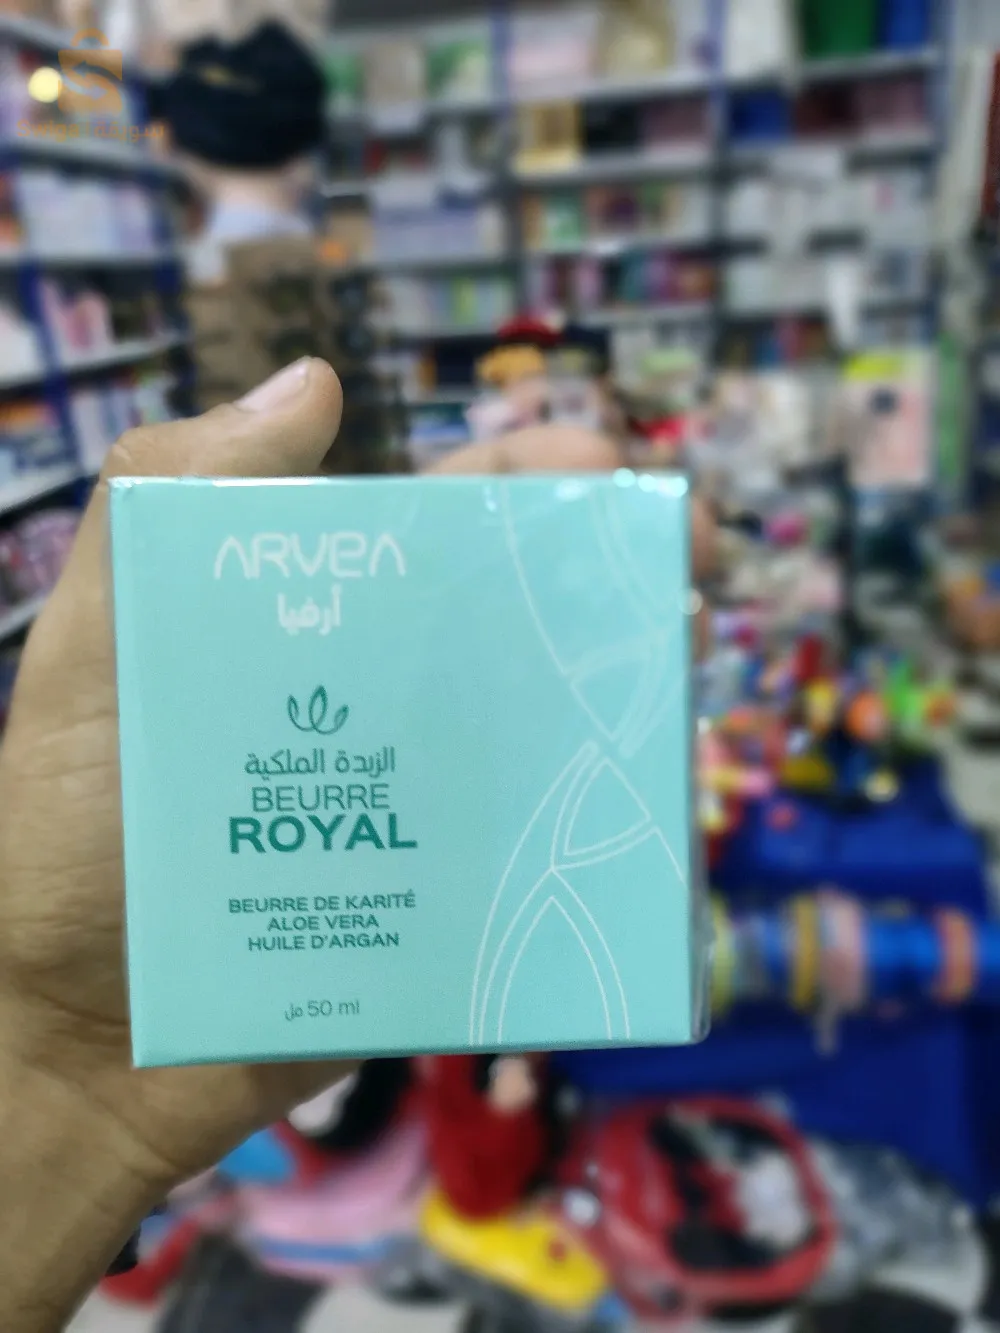 ARVEA
أرفيا
الزبدة الملكية
BEURRE
ROYAL
BEURRE DE KARITÉ
ALOE VERA
HUILE D'ARGAN
50 ml مل